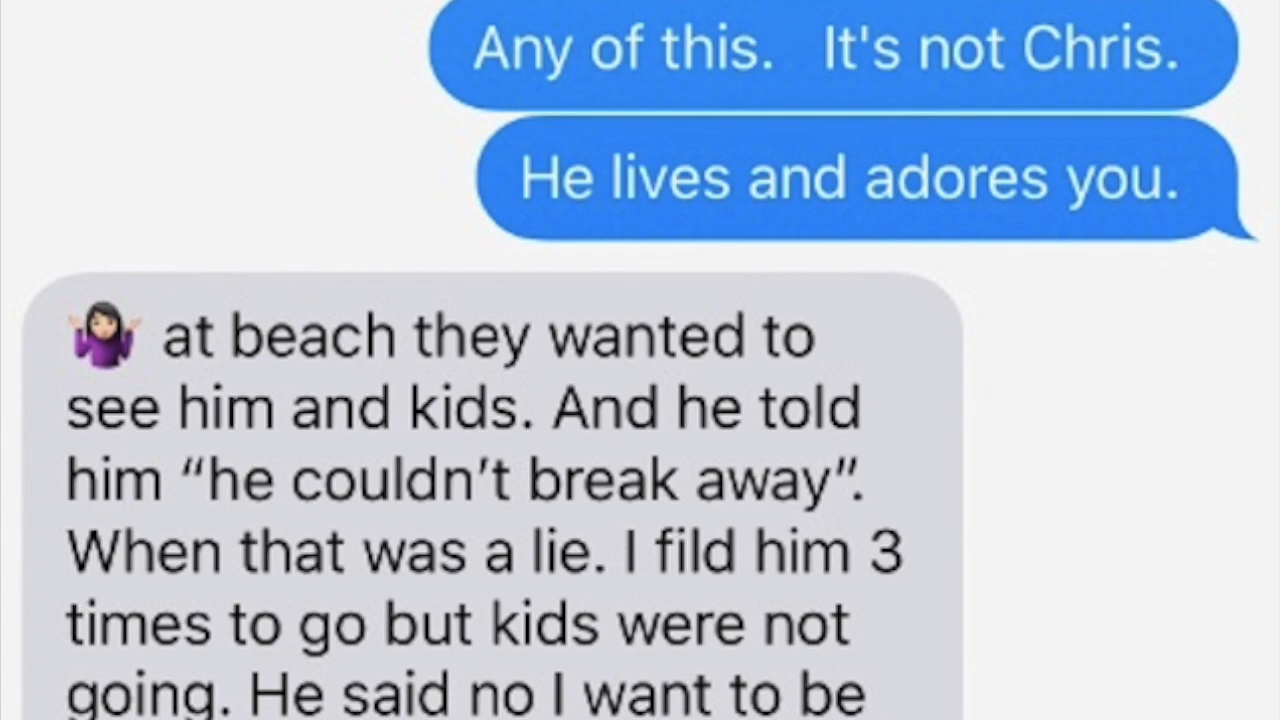 Any of this. It's not Chris.
He lives and adores you.
🤷🏻‍♀️ at beach they wanted to
see him and kids. And he told
him “he couldn’t break away”.
When that was a lie. I fild him 3
times to go but kids were not
going. He said no I want to be